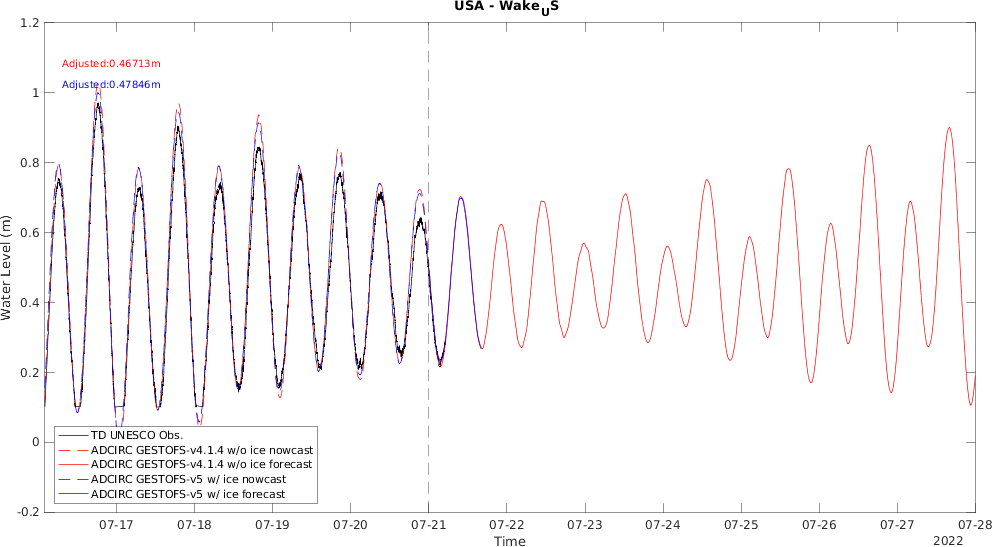 USA - Wake_US
Adjusted:0.46713m
Adjusted:0.47846m
Water Level (m)
1.2
1
0.8
0.6
0.4
0.2
0
-0.2
TD UNESCO Obs.
ADCIRC GESTOFS-v4.1.4 w/o ice nowcast
ADCIRC GESTOFS-v4.1.4 w/o ice forecast
ADCIRC GESTOFS-v5 w/ ice nowcast
ADCIRC GESTOFS-v5 w/ ice forecast
07-17 07-18 07-19 07-20 07-21 07-22 07-23 07-24 07-25 07-26 07-27 07-28
Time
2022